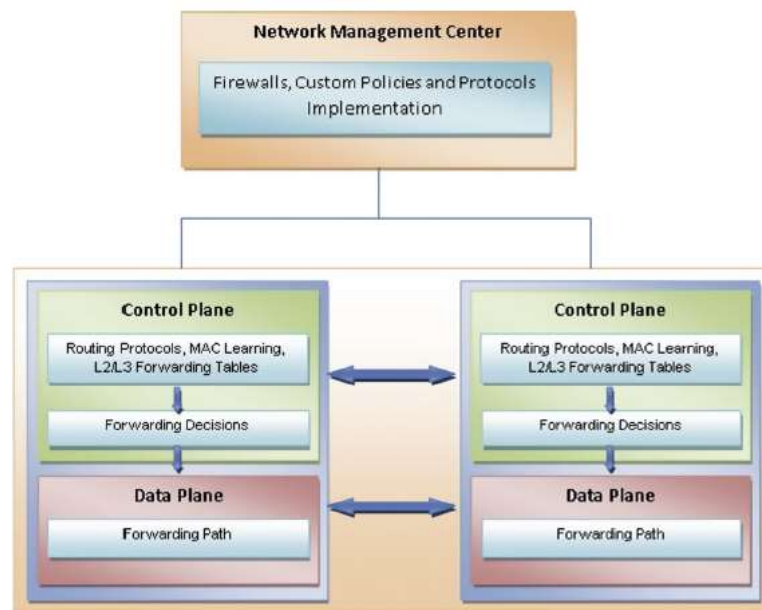 Network Management Center
Firewalls, Custom Policies and Protocols
Implementation
Control Plane
Routing Protocols, MAC Learning,
L2/L3 Forwarding Tables
Forwarding Decisions
Data Plane
Forwarding Path
Control Plane
Routing Protocols, MAC Learning,
L2/L3 Forwarding Tables
Forwarding Decisions
Data Plane
Forwarding Path